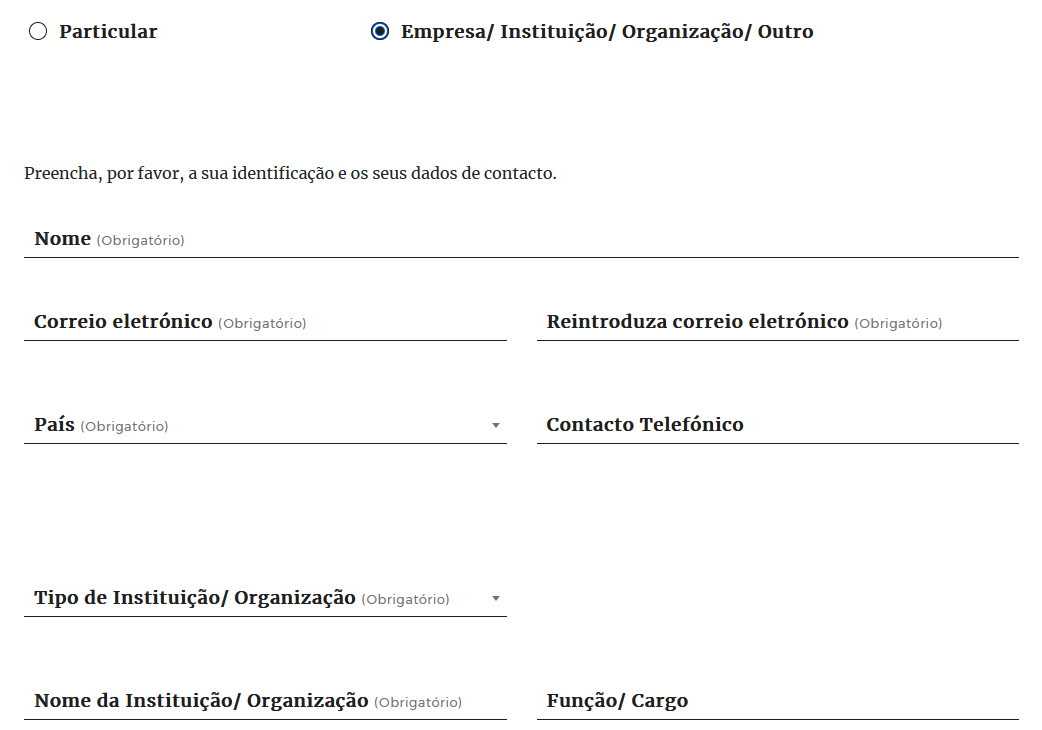 Particular Empresa/ Instituição/ Organização/ Outro
Preencha, por favor, a sua identificação e os seus dados de contacto.
Nome (Obrigatório)
Correio eletrónico (Obrigatório) Reintroduza correio eletrónico (Obrigatório)
País (Obrigatório) Contacto Telefónico
Tipo de Instituição/ Organização (Obrigatório)
Nome da Instituição/ Organização (Obrigatório) Função/ Cargo